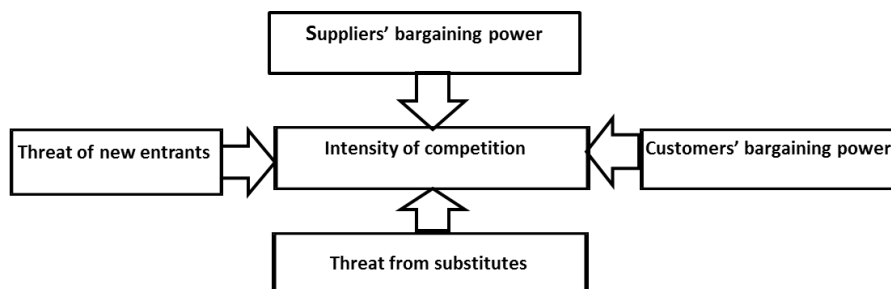 Suppliers’ bargaining power
Threat of new entrants
Intensity of competition
Customers’ bargaining power
Threat from substitutes